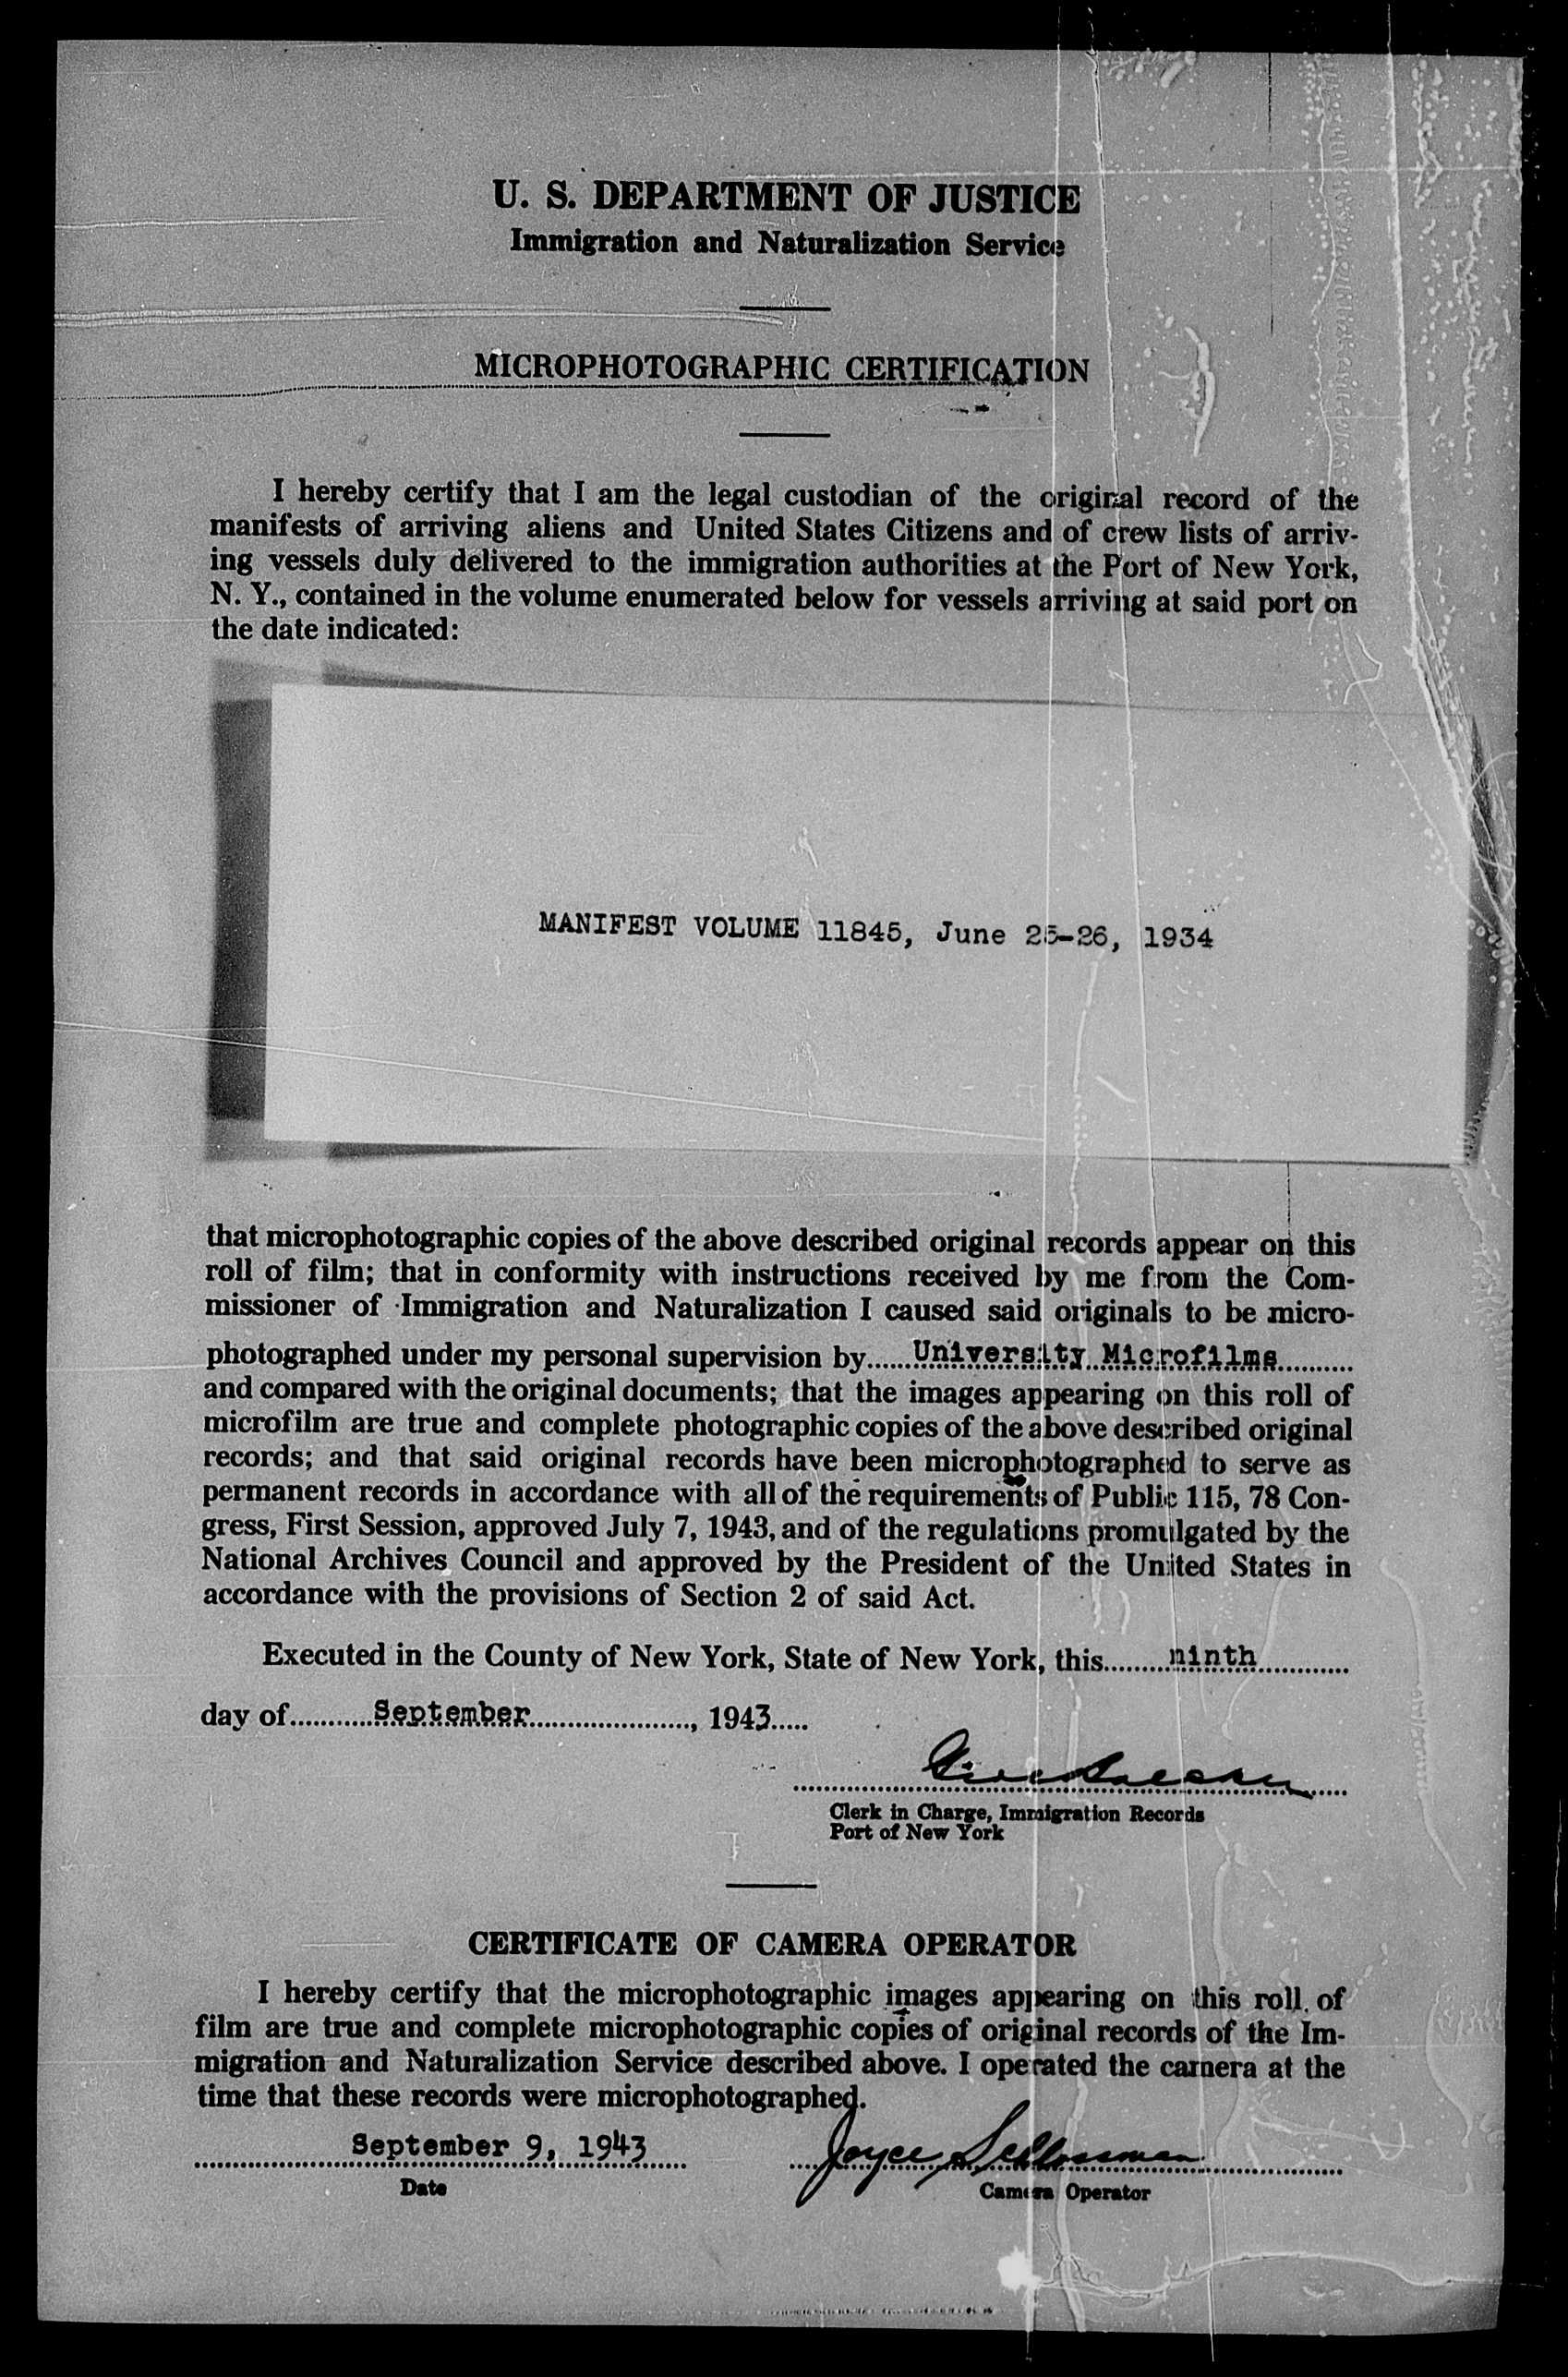 U. S. DEPARTMENT OF JUSTICE
Immigration and Naturalization Service
MICROPHOTOGRAPHIC CERTIFICATION
I hereby certify that I am the legal custodian of the original record of the
manifests of arriving aliens and United States Citizens and of crew lists of arriv-
ing vessels duly delivered to the immigration authorities at the Port of New York,
N. Y., contained in the volume enumerated below for vessels arriving at said port on
the date indicated:
MANIFEST VOLUME 11845, June 25-26, 1934
that microphotographic copies of the above described original records appear on this
roll of film; that in conformity with instructions received by me from the Com-
missioner of Immigration and Naturalization I caused said originals to be micro-
photographed under my personal supervision by......University Microfilms..........
and compared with the original documents; that the images appearing on this roll of
microfilm are true and complete photographic copies of the above described original
records; and that said original records have been microphotographed to serve as
permanent records in accordance with all of the requirements of Public 115, 78 Con-
gress, First Session, approved July 7, 1943, and of the regulations promulgated by the
National Archives Council and approved by the President of the United States in
accordance with the provisions of Section 2 of said Act.
Executed in the County of New York, State of New York, this.........ninth............
day of...........September......................, 1943.....
Clerk in Charge, Immigration Records
Port of New York
CERTIFICATE OF CAMERA OPERATOR
I hereby certify that the microphotographic images appearing on this roll of
film are true and complete microphotographic copies of original records of the Im-
migration and Naturalization Service described above. I operated the camera at the
time that these records were microphotographed.
September 9, 1943 Joyce Schlossman
Date Camera Operator